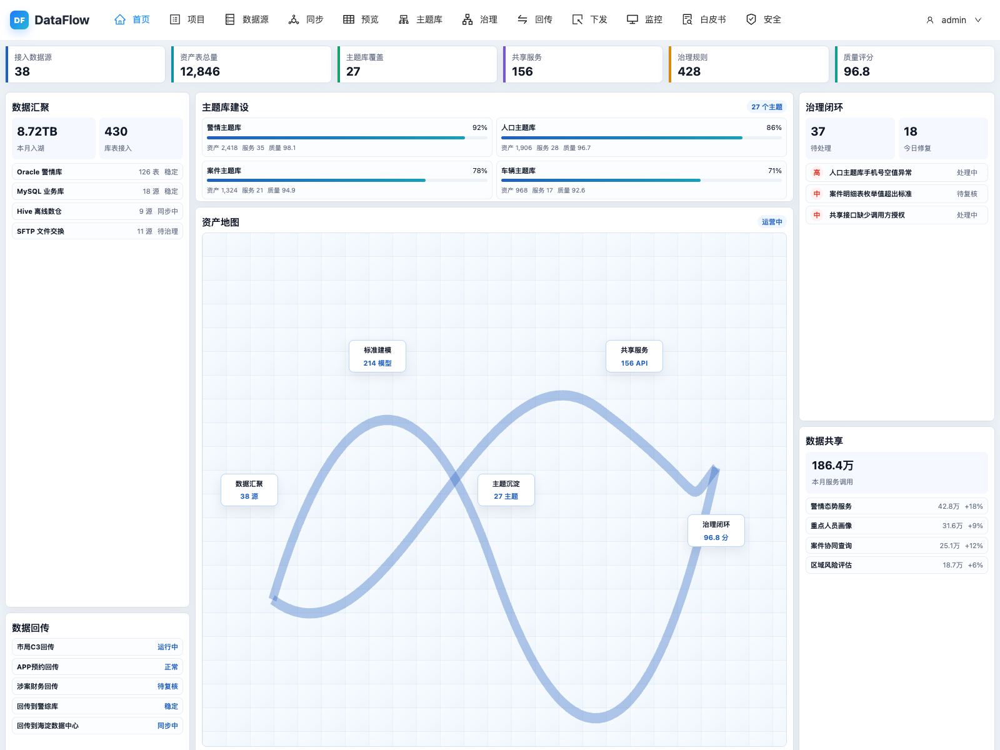 DF DataFlow 首页 项目 数据源 同步 预览 主题库 治理 回传 下发 监控 白皮书 安全 admin
接入数据源
38
资产表总量
12,846
主题库覆盖
27
共享服务
156
治理规则
428
质量评分
96.8
数据汇聚
8.72TB
本月入湖
430
库表接入
Oracle 警情库 126 表 稳定
MySQL 业务库 18 源 稳定
Hive 离线数仓 9 源 同步中
SFTP 文件交换 11 源 待治理
数据回传
市局C3回传 运行中
APP预约回传 正常
涉案财务回传 待复核
回传到警综库 稳定
回传到海淀数据中心 同步中
主题库建设 27 个主题
警情主题库 92%
资产 2,418 服务 35 质量 98.1
人口主题库 86%
资产 1,906 服务 28 质量 96.7
案件主题库 78%
资产 1,324 服务 21 质量 94.9
车辆主题库 71%
资产 968 服务 17 质量 92.6
资产地图 运营中
标准建模
214 模型
共享服务
156 API
数据汇聚
38 源
主题沉淀
27 主题
治理闭环
96.8 分
治理闭环
37
待处理
18
今日修复
高 人口主题库手机号空值异常 处理中
中 案件明细表枚举值超出标准 待复核
中 共享接口缺少调用方授权 处理中
数据共享
186.4万
本月服务调用
警情态势服务 42.8万 +18%
重点人员画像 31.6万 +9%
案件协同查询 25.1万 +12%
区域风险评估 18.7万 +6%